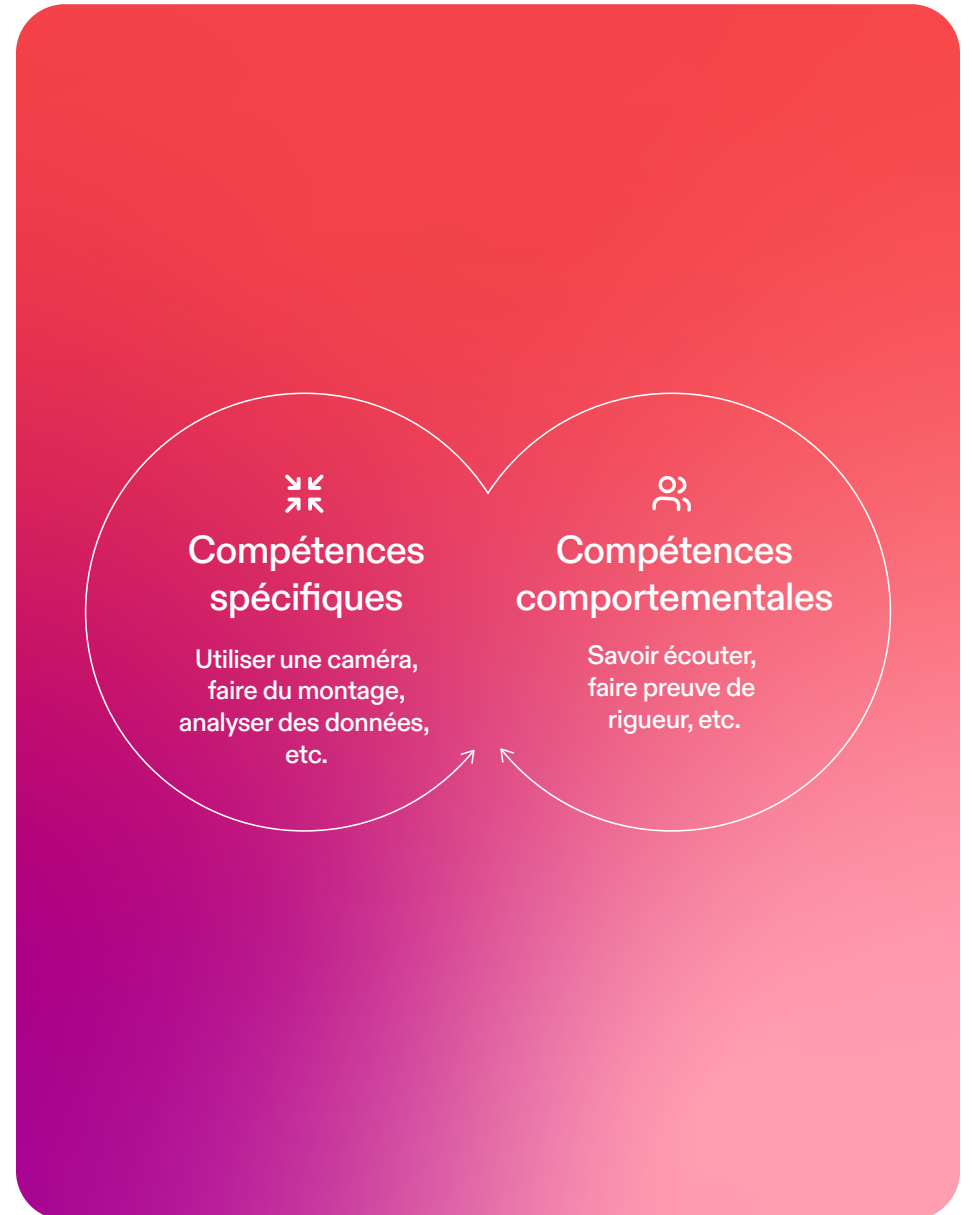 Compétences
spécifiques
Utiliser une caméra,
faire du montage,
analyser des données,
etc.
Compétences
comportementales
Savoir écouter,
faire preuve de
rigueur, etc.